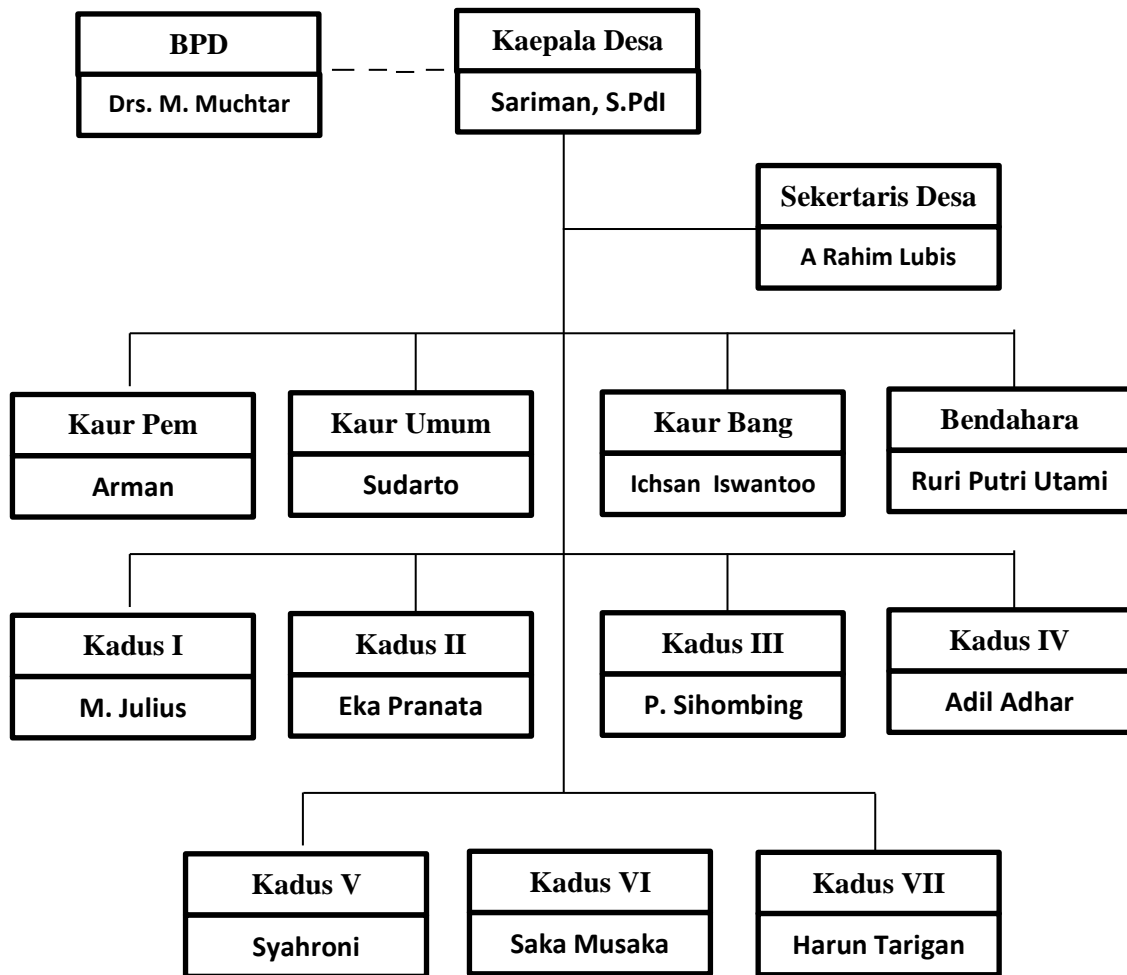 BPD
Drs. M. Muchtar
Kaepala Desa
Sariman, S.PdI
Sekertaris Desa
A Rahim Lubis
Kaur Pem
Arman
Kaur Umum
Sudarto
Kaur Bang
Ichsan  Iswantoo
Bendahara
Ruri Putri Utami
Kadus I
M. Julius
Kadus II
Eka Pranata
Kadus III
P. Sihombing
Kadus IV
Adil Adhar
Kadus V
Syahroni
Kadus VI
Saka Musaka
Kadus VII
Harun Tarigan